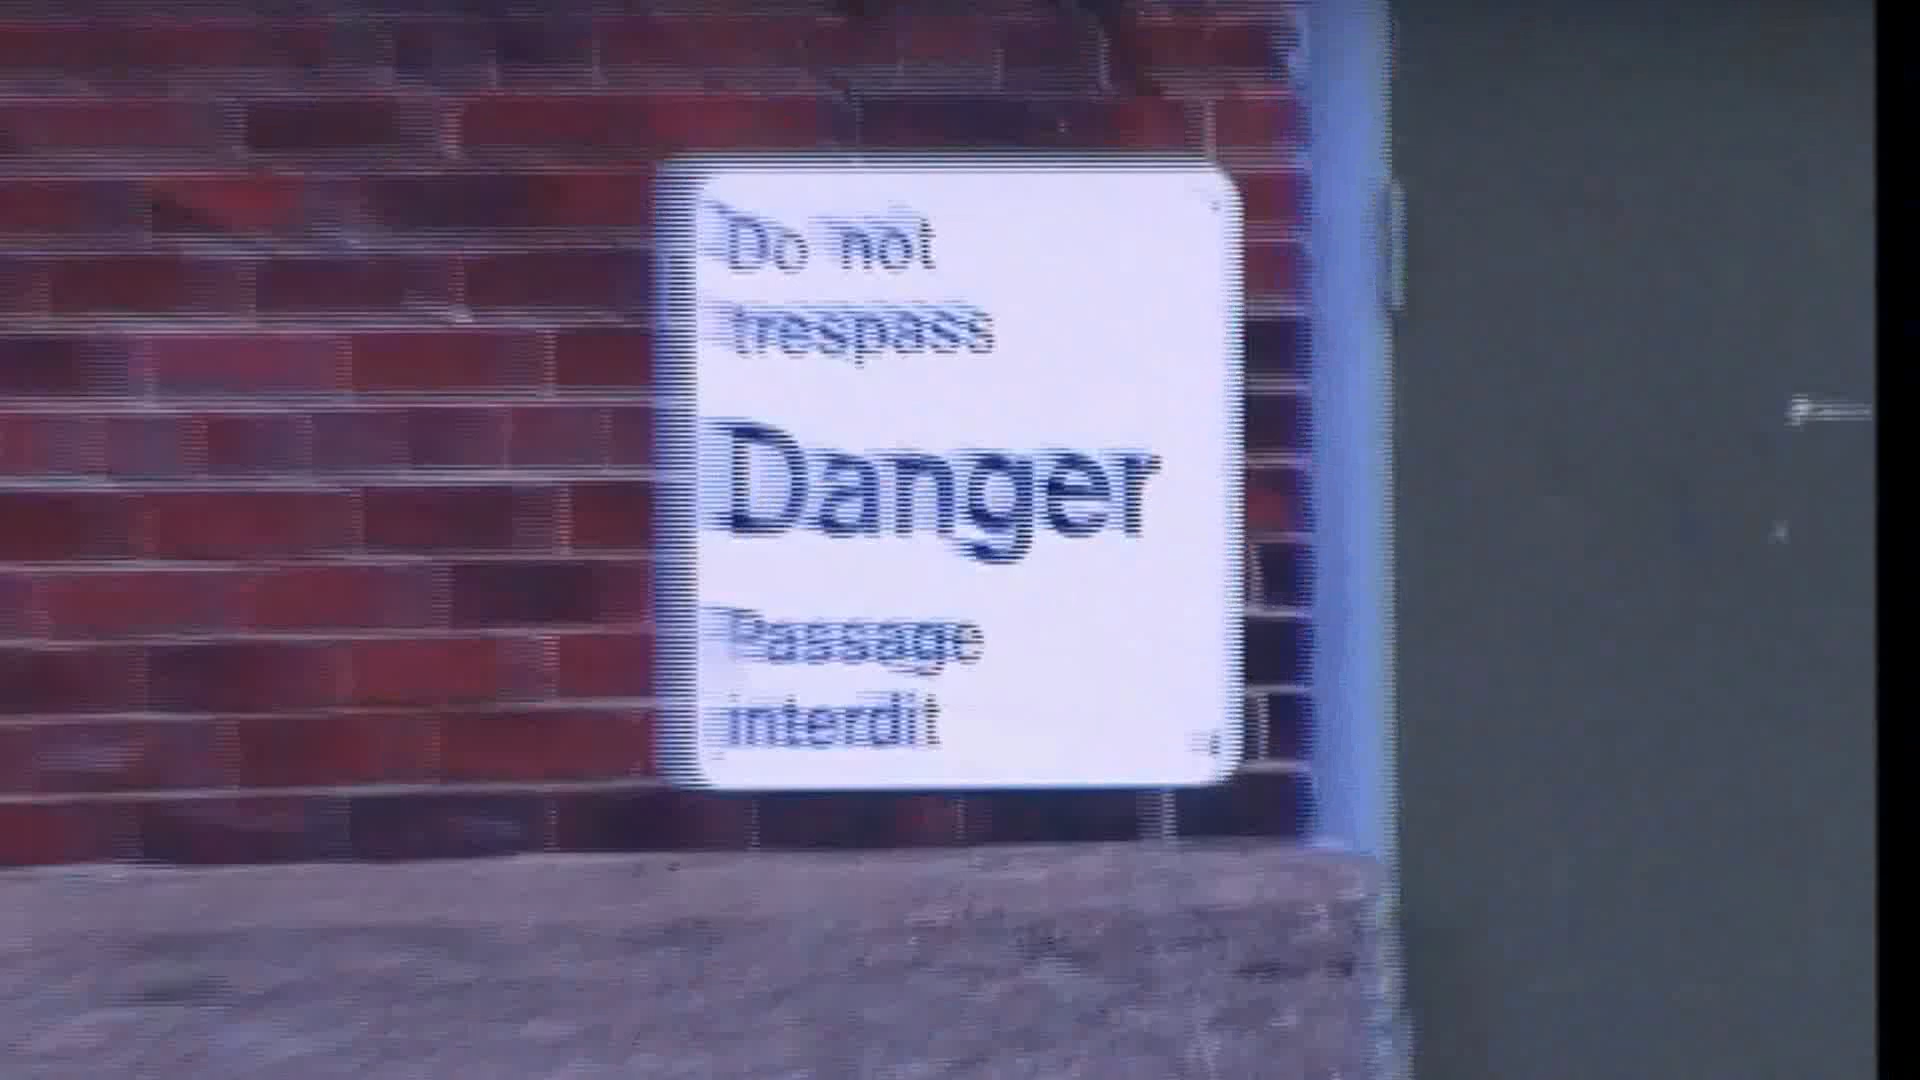 Do not
trespass
Danger
Passage
interdit